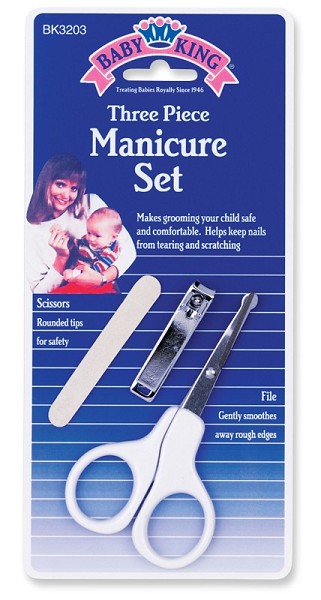 BK3203
BABY KING
Treating Babies Royally Since 1946
Three Piece
Manicure
Set
Makes grooming your child safe
and comfortable. Helps keep nails
from tearing and scratching
Scissors
Rounded tips
for safety
File
Gently smoothes
away rough edges